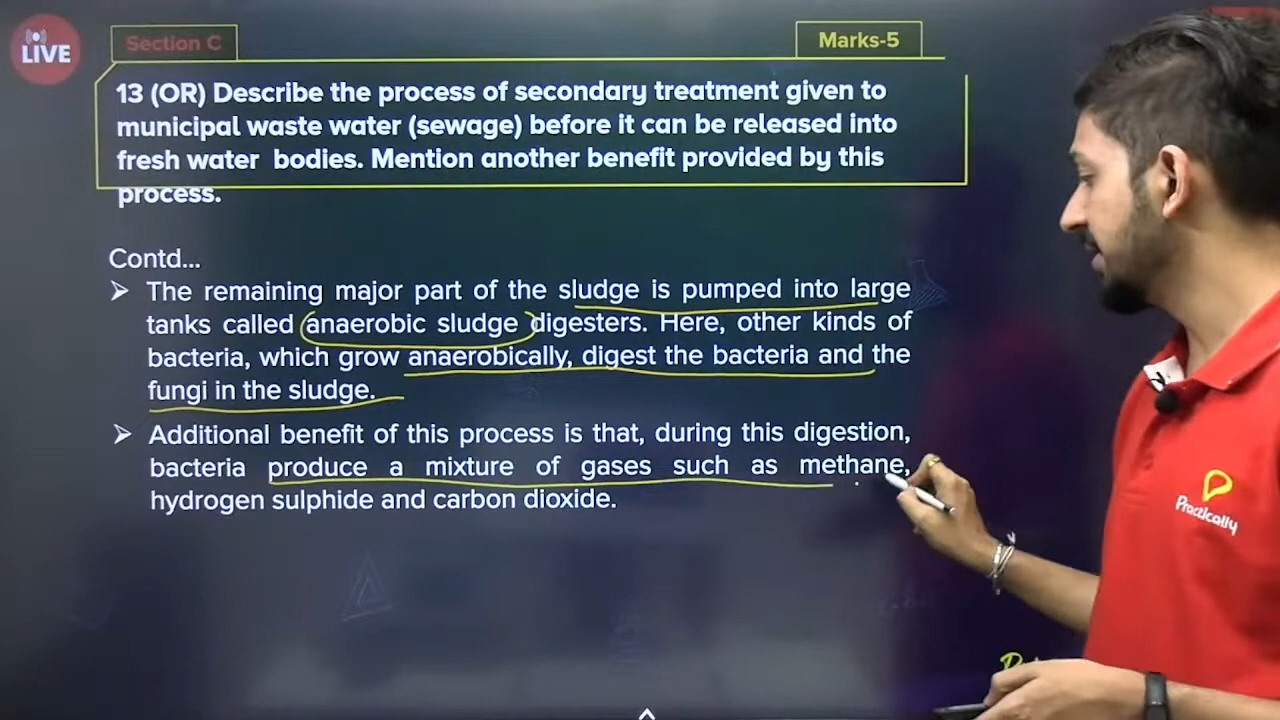 LIVE
Section C
Marks-5
13 (OR) Describe the process of secondary treatment given to
municipal waste water (sewage) before it can be released into
fresh water bodies. Mention another benefit provided by this
process.
Contd...
➤ The remaining major part of the sludge is pumped into large
tanks called anaerobic sludge digesters. Here, other kinds of
bacteria, which grow anaerobically, digest the bacteria and the
fungi in the sludge.
➤ Additional benefit of this process is that, during this digestion,
bacteria produce a mixture of gases such as methane,
hydrogen sulphide and carbon dioxide.
Practically